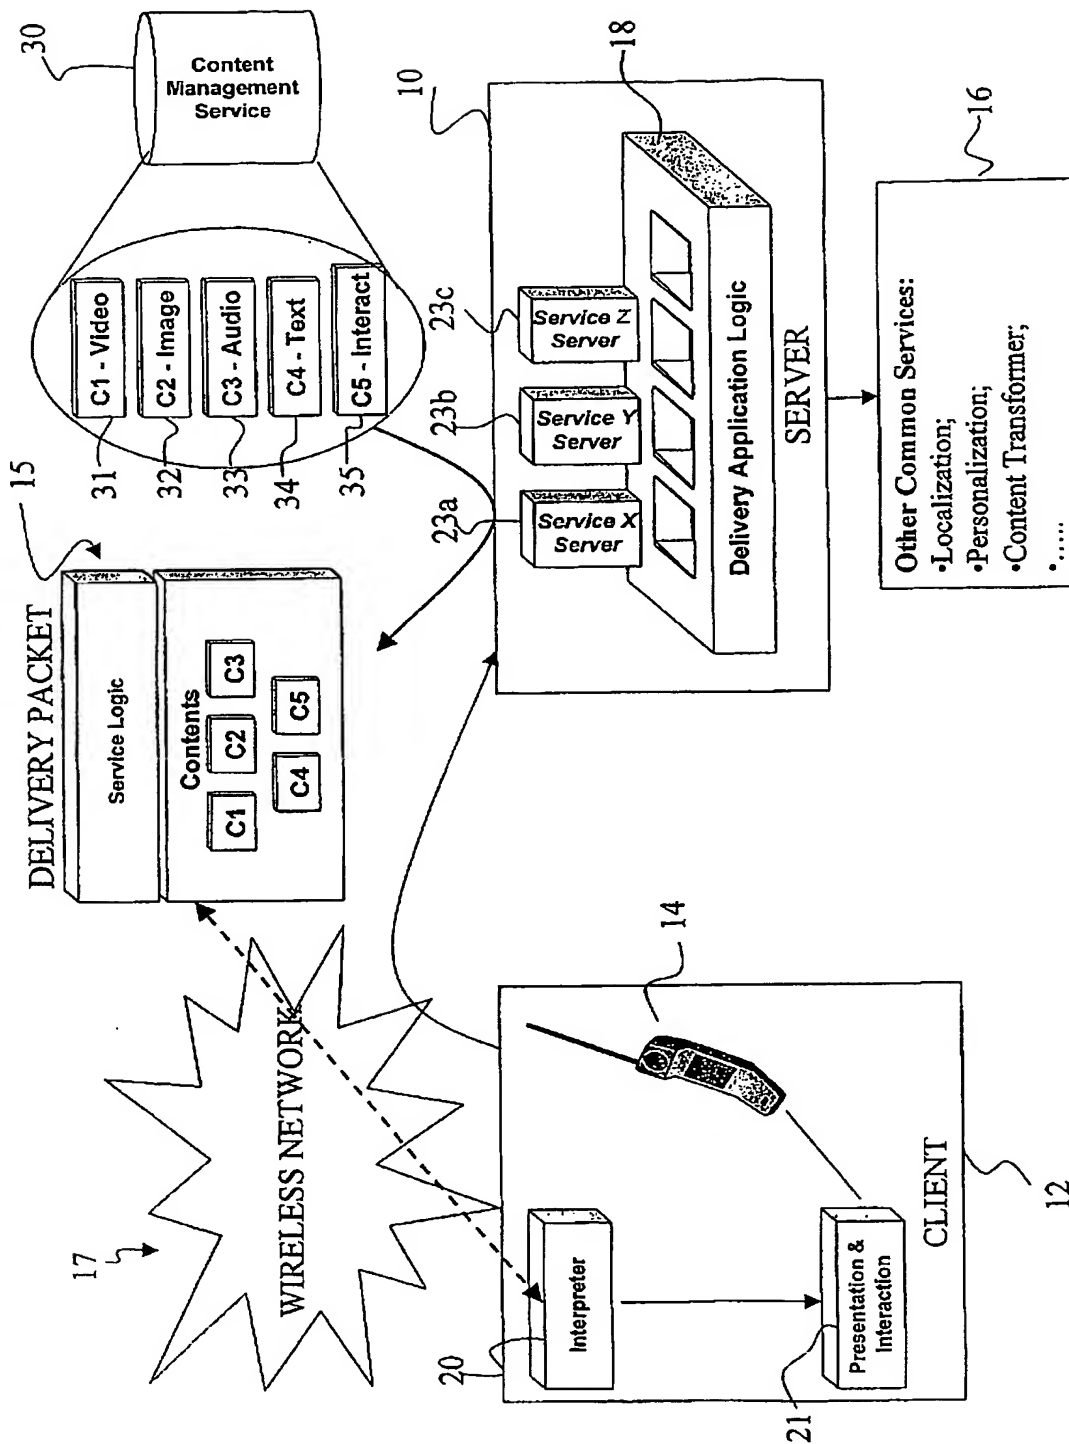 DELIVERY PACKET
15
Service Logic
Contents
C1
C2
C3
C4
C5
30
Content
Management
Service
C1 - Video
C2 - Image
C3 - Audio
C4 - Text
C5 - Interact
31
32
33
34
35
17
WIRELESS NETWORK
10
23a
23b
23c
Service X
Server
Service Y
Server
Service Z
Server
18
Delivery Application Logic
SERVER
16
Other Common Services:
•Localization;
•Personalization;
•Content Transformer;
•.....
20
Interpreter
14
21
Presentation &
Interaction
CLIENT
12